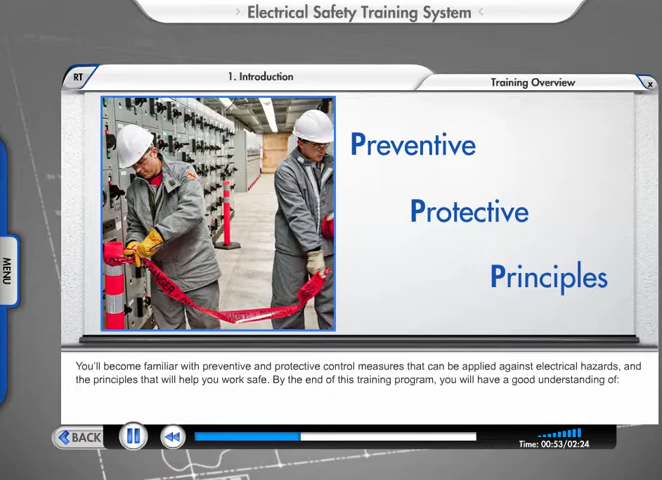 Electrical Safety Training System
RT
1. Introduction
Training Overview
x
Preventive
Protective
Principles
DANGER
MENU
You'll become familiar with preventive and protective control measures that can be applied against electrical hazards, and
the principles that will help you work safe. By the end of this training program, you will have a good understanding of:
BACK
Time: 00:53/02:24